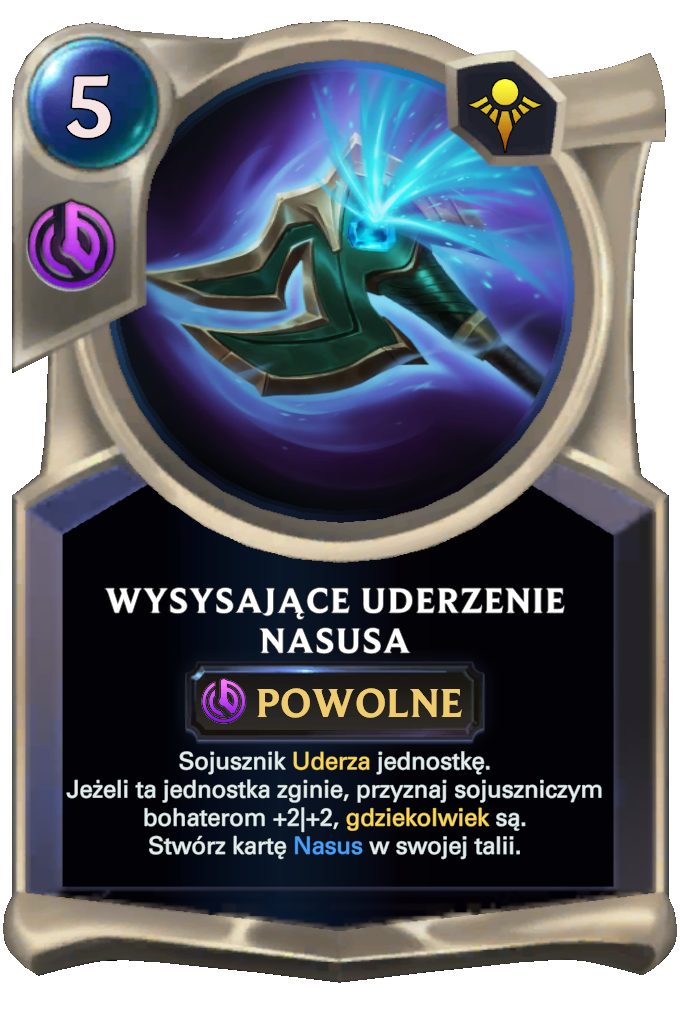 5
WYSYSAJĄCE UDERZENIE
NASUSA
POWOLNE
Sojusznik Uderza jednostkę.
Jeżeli ta jednostka zginie, przyznaj sojuszniczym
bohaterom +2|+2, gdziekolwiek są.
Stwórz kartę Nasus w swojej talii.